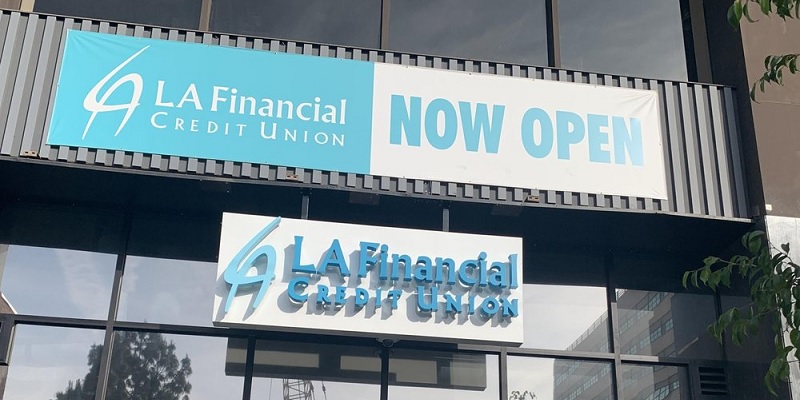 LA Financial
CREDIT UNION
NOW OPEN
LA Financial
CREDIT UNION